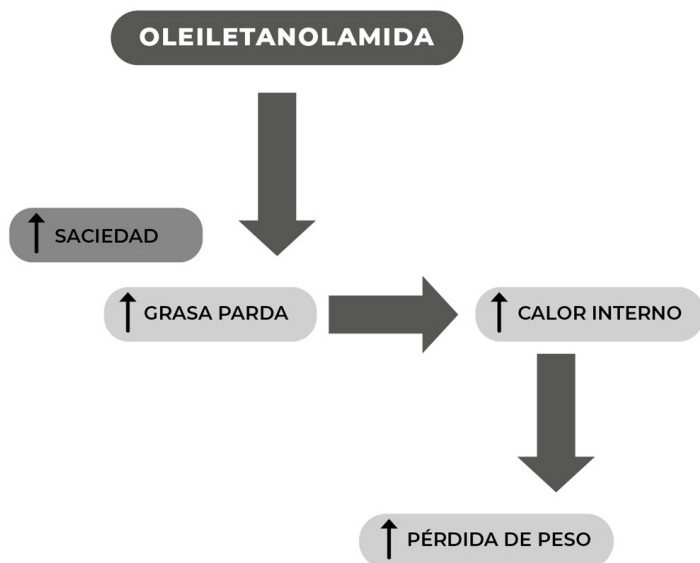 OLEILETANOLAMIDA
SACIEDAD
GRASA PARDA
CALOR INTERNO
PÉRDIDA DE PESO